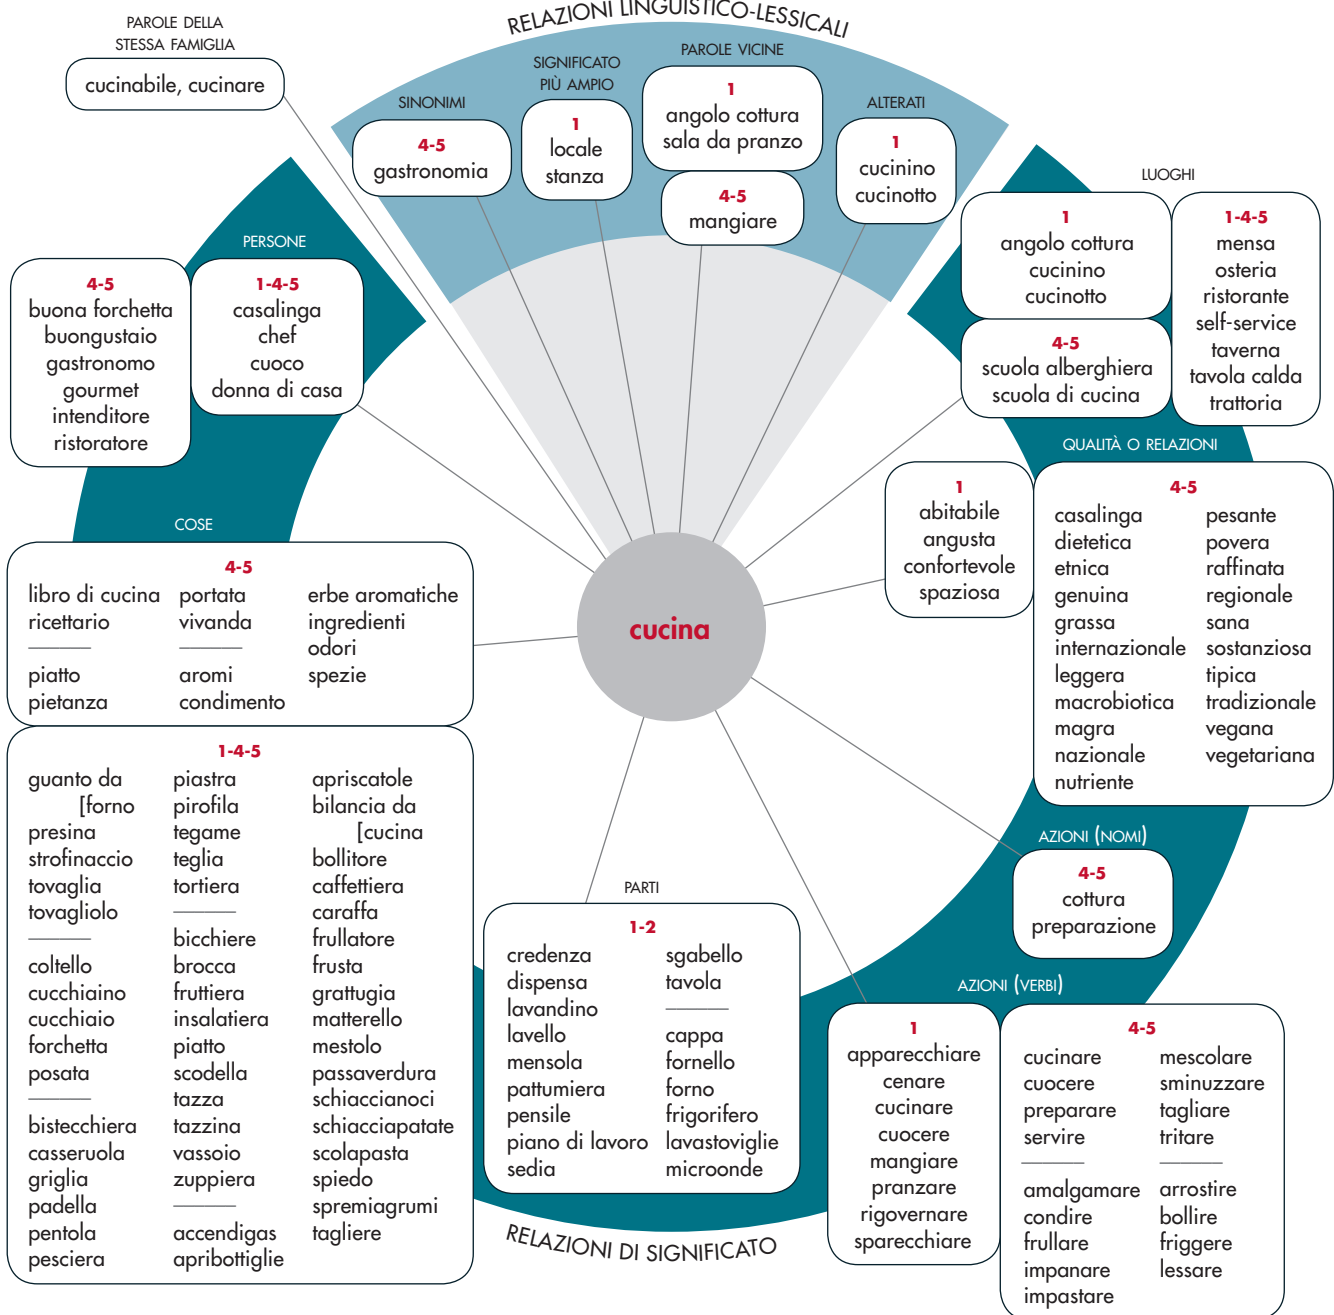 RELAZIONI LINGUISTICO-LESSICALI
PAROLE DELLA
STESSA FAMIGLIA
cucinabile, cucinare
SINONIMI
4-5
gastronomia
SIGNIFICATO
PIÙ AMPIO
1
locale
stanza
PAROLE VICINE
1
angolo cottura
sala da pranzo
4-5
mangiare
ALTERATI
1
cucinino
cucinotto
LUOGHI
1
angolo cottura
cucinino
cucinotto
4-5
scuola alberghiera
scuola di cucina
1-4-5
mensa
osteria
ristorante
self-service
taverna
tavola calda
trattoria
PERSONE
4-5
buona forchetta
buongustaio
gastronomo
gourmet
intenditore
ristoratore
1-4-5
casalinga
chef
cuoco
donna di casa
QUALITÀ O RELAZIONI
1
abitabile
angusta
confortevole
spaziosa
4-5
casalinga
dietetica
etnica
genuina
grassa
internazionale
leggera
macrobiotica
magra
nazionale
nutriente
pesante
povera
raffinata
regionale
sana
sostanziosa
tipica
tradizionale
vegana
vegetariana
cucina
COSE
4-5
libro di cucina
ricettario
piatto
pietanza
portata
vivanda
aromi
condimento
erbe aromatiche
ingredienti
odori
spezie
1-4-5
guanto da
[forno
presina
strofinaccio
tovaglia
tovagliolo
coltello
cucchiaino
cucchiaio
forchetta
posata
bistecchiera
casseruola
griglia
padella
pentola
pesciera
piastra
pirofila
tegame
teglia
tortiera
bicchiere
brocca
fruttiera
insalatiera
piatto
scodella
tazza
tazzina
vassoio
zuppiera
accendigas
apribottiglie
apriscatole
bilancia da
[cucina
bollitore
caffettiera
caraffa
frullatore
frusta
grattugia
matterello
mestolo
passaverdura
schiaccianoci
schiacciapatate
scolapasta
spiedo
spremiagrumi
tagliere
PARTI
1-2
credenza
dispensa
lavandino
lavello
mensola
pattumiera
pensile
piano di lavoro
sedia
sgabello
tavola
cappa
fornello
forno
frigorifero
lavastoviglie
microonde
AZIONI (NOMI)
4-5
cottura
preparazione
AZIONI (VERBI)
1
apparecchiare
cenare
cucinare
cuocere
mangiare
pranzare
rigovernare
sparecchiare
4-5
cucinare
cuocere
preparare
servire
amalgamare
condire
frullare
impanare
impastare
mescolare
sminuzzare
tagliare
tritare
arrostire
bollire
friggere
lessare
RELAZIONI DI SIGNIFICATO